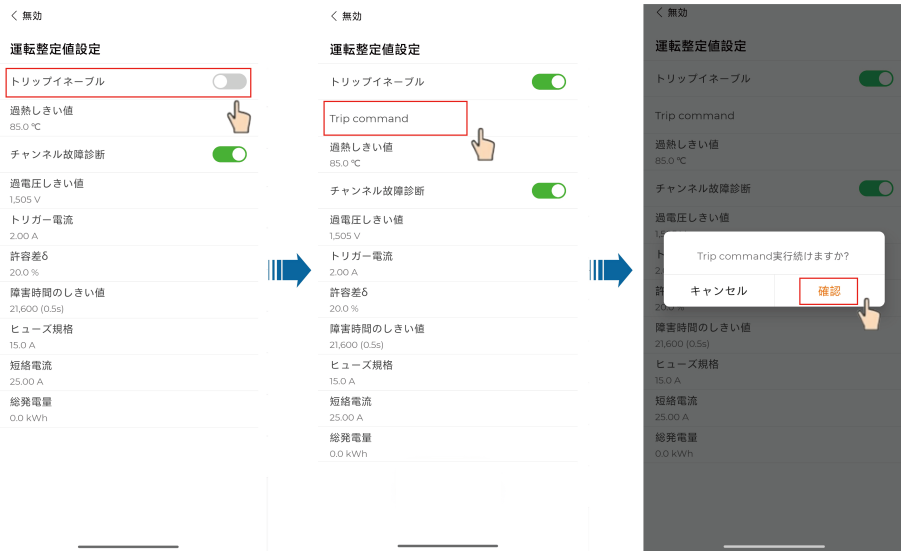 無効
運転整定値設定
トリップイネーブル
過熱しきい値
85.0 ℃
チャンネル故障診断
過電圧しきい値
1,505 V
トリガー電流
2.00 A
許容差δ
20.0 %
障害時間のしきい値
21,600 (0.5s)
ヒューズ規格
15.0 A
短絡電流
25.00 A
総発電量
0.0 kWh
無効
運転整定値設定
トリップイネーブル
Trip command
過熱しきい値
85.0 ℃
チャンネル故障診断
過電圧しきい値
1,505 V
トリガー電流
2.00 A
許容差δ
20.0 %
障害時間のしきい値
21,600 (0.5s)
ヒューズ規格
15.0 A
短絡電流
25.00 A
総発電量
0.0 kWh
無効
運転整定値設定
トリップイネーブル
Trip command
過熱しきい値
85.0 ℃
チャンネル故障診断
過電圧しきい値
Trip command実行続けますか?
キャンセル
確認
20.0 %
障害時間のしきい値
21,600 (0.5s)
ヒューズ規格
15.0 A
短絡電流
25.00 A
総発電量
0.0 kWh